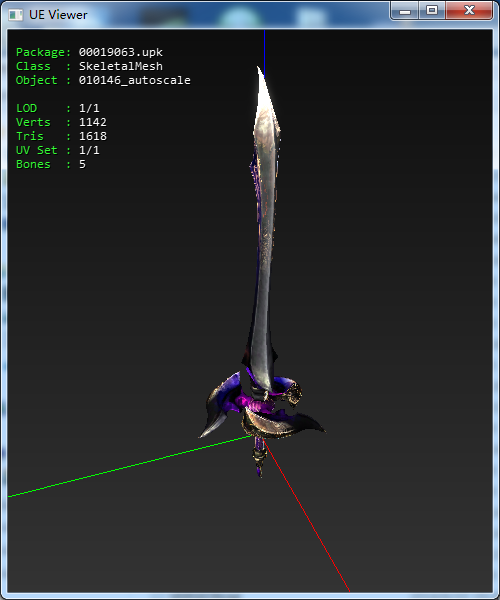 UE Viewer
Package: 00019063.upk
Class  : SkeletalMesh
Object : 010146_autoscale
LOD    : 1/1
Verts  : 1142
Tris   : 1618
UV Set : 1/1
Bones  : 5